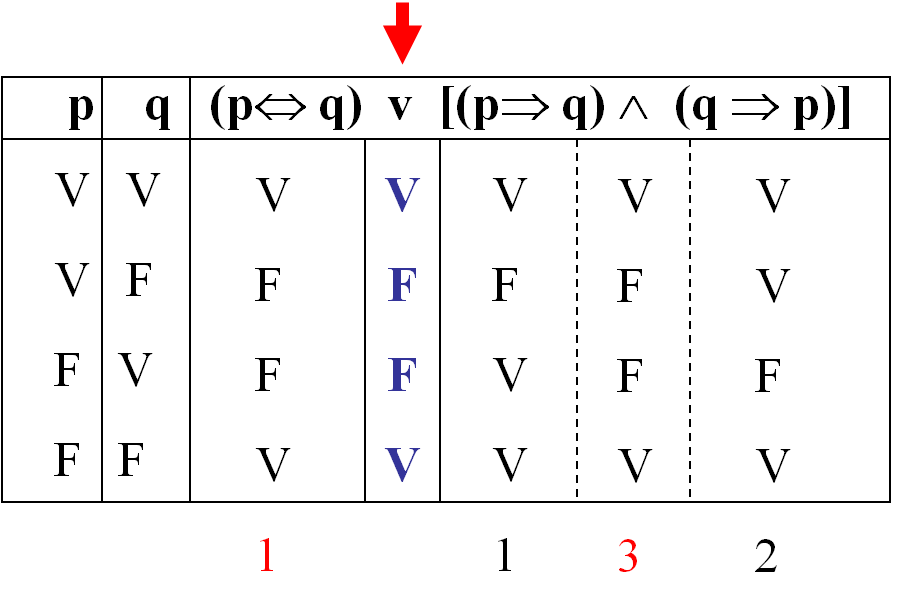 p q (p⇔ q) v [(p⇒ q) ∧ (q ⇒ p)]
V V V V V V V
V F F F F F V
F V F F V F F
F F V V V V V
1 1 3 2